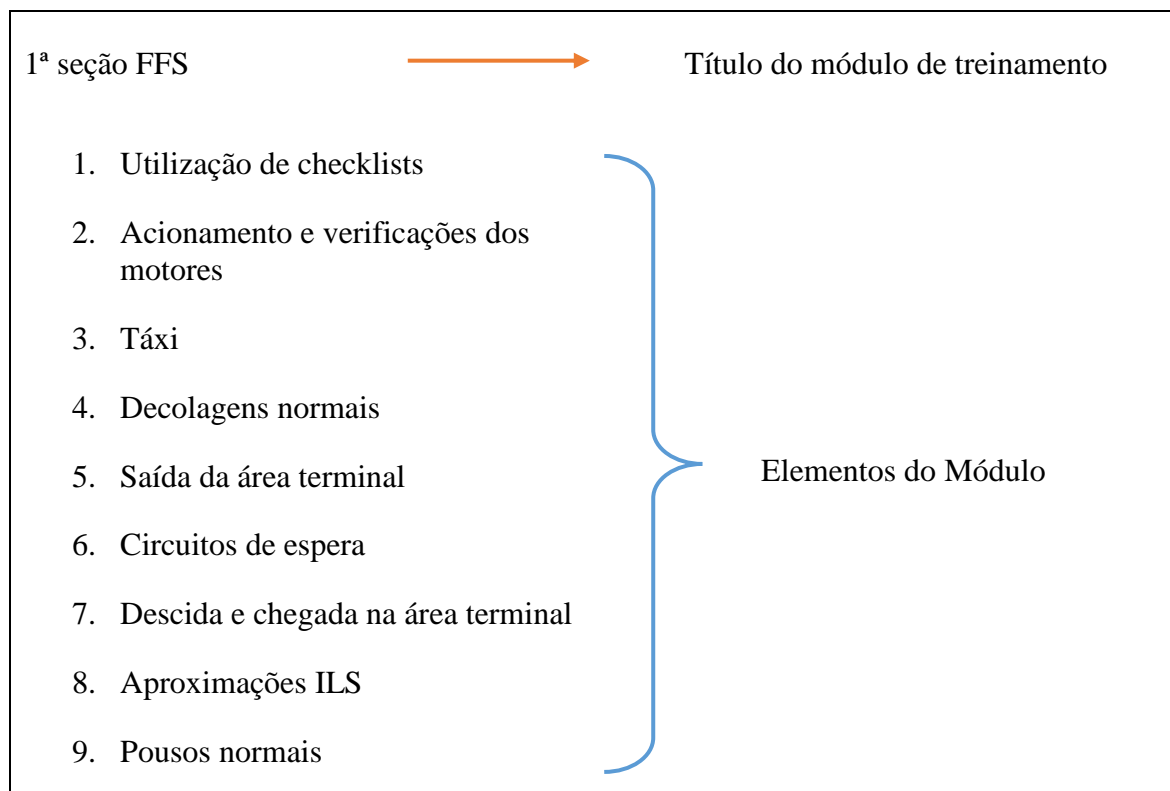 1ª seção FFS Título do módulo de treinamento
1. Utilização de checklists
2. Acionamento e verificações dos
motores
3. Táxi
4. Decolagens normais
5. Saída da área terminal
Elementos do Módulo
6. Circuitos de espera
7. Descida e chegada na área terminal
8. Aproximações ILS
9. Pousos normais